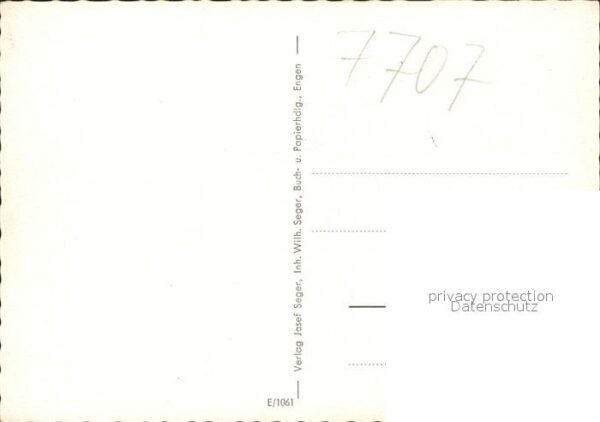 7707
Verlag Josef Seger, Inh. Wilh. Seger, Buch- u. Papierhdlg., Engen
privacy protection
Datenschutz
E/1061